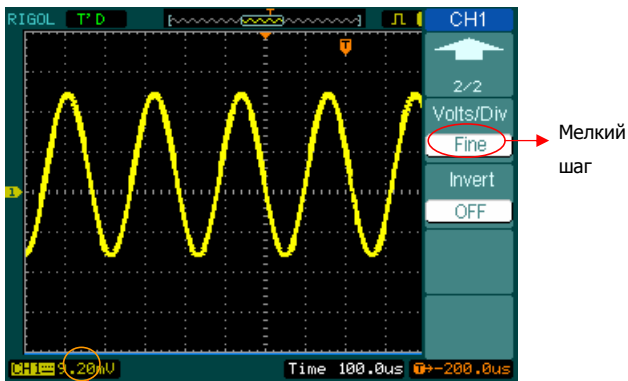 RIGOL T'D T CH1
T
2/2
Volts/Div
Fine
Мелкий
шаг
1
Invert
OFF
CH1 9.20mV Time 100.0us T→-200.0us